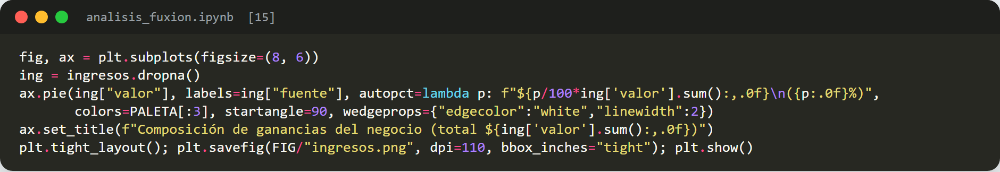 analisis_fuxion.ipynb [15]
fig, ax = plt.subplots(figsize=(8, 6))
ing = ingresos.dropna()
ax.pie(ing["valor"], labels=ing["fuente"], autopct=lambda p: f"${p/100*ing['valor'].sum():,.0f}\n({p:.0f}%)",
       colors=PALETA[:3], startangle=90, wedgeprops={"edgecolor":"white","linewidth":2})
ax.set_title(f"Composición de ganancias del negocio (total ${ing['valor'].sum():,.0f})")
plt.tight_layout(); plt.savefig(FIG/"ingresos.png", dpi=110, bbox_inches="tight"); plt.show()